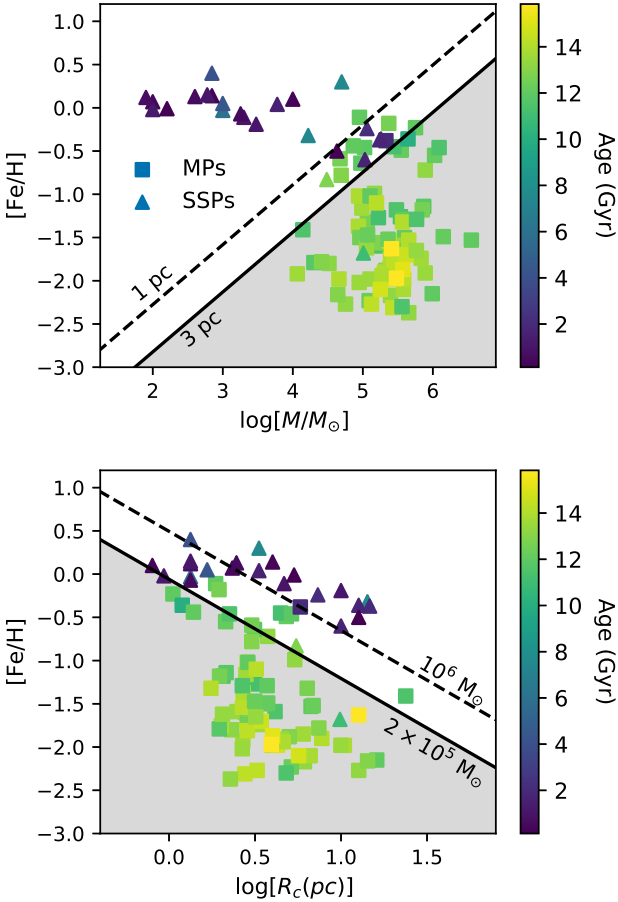 1.0
0.5
0.0
−0.5
−1.0
−1.5
−2.0
−2.5
−3.0
[Fe/H]
MPs
SSPs
1 pc
3 pc
2 3 4 5 6
log[M/M☉]
14
12
10
8
6
4
2
Age (Gyr)
1.0
0.5
0.0
−0.5
−1.0
−1.5
−2.0
−2.5
−3.0
[Fe/H]
10⁶ M☉
2 × 10⁵ M☉
0.0 0.5 1.0 1.5
log[R_c(pc)]
14
12
10
8
6
4
2
Age (Gyr)